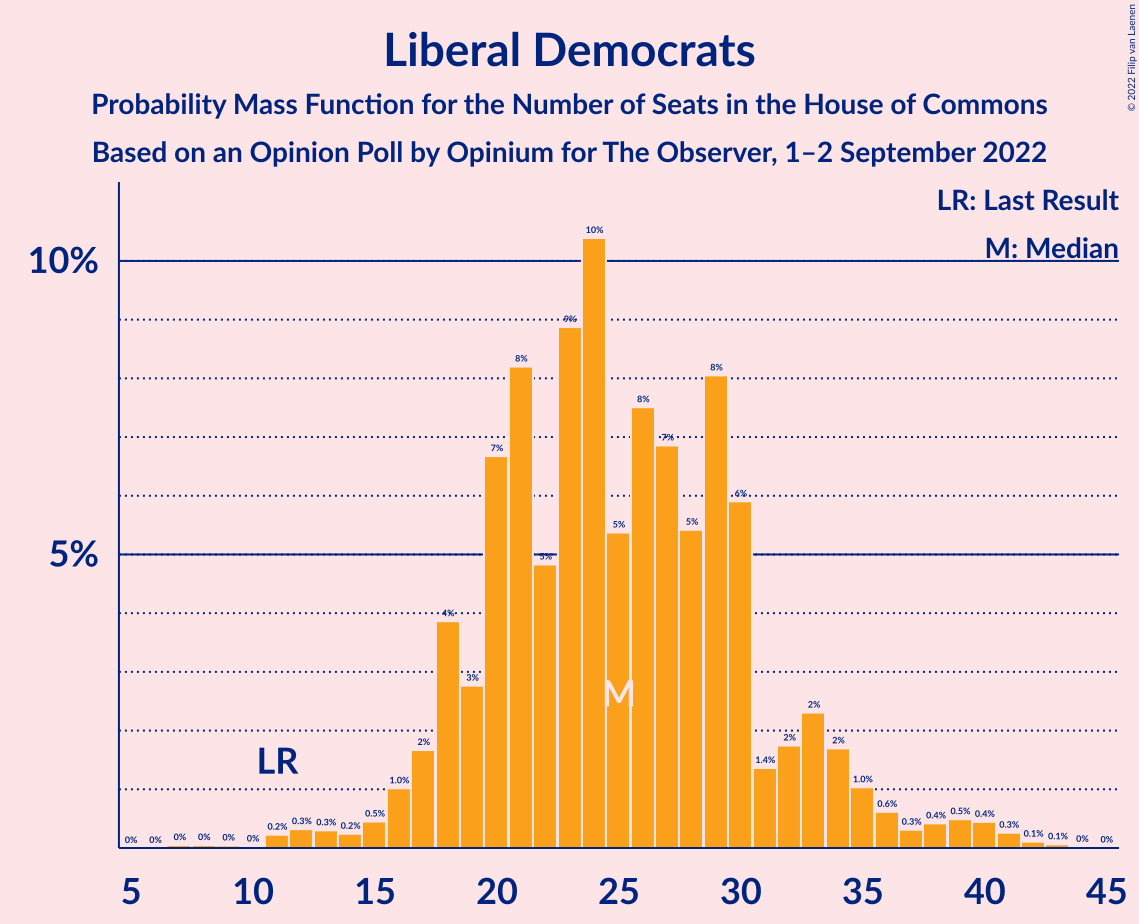 Liberal Democrats
Probability Mass Function for the Number of Seats in the House of Commons
Based on an Opinion Poll by Opinium for The Observer, 1–2 September 2022
© 2022 Filip van Laenen
LR: Last Result
M: Median
10%
5%
0% 0% 0% 0% 0% 0% 0.2% 0.3% 0.3% 0.2% 0.5% 1.0% 2% 4% 3% 7% 8% 5% 9% 10% 5% 8% 7% 5% 8% 6% 1.4% 2% 2% 2% 1.0% 0.6% 0.3% 0.4% 0.5% 0.4% 0.3% 0.1% 0.1% 0% 0%
LR
M
5 10 15 20 25 30 35 40 45